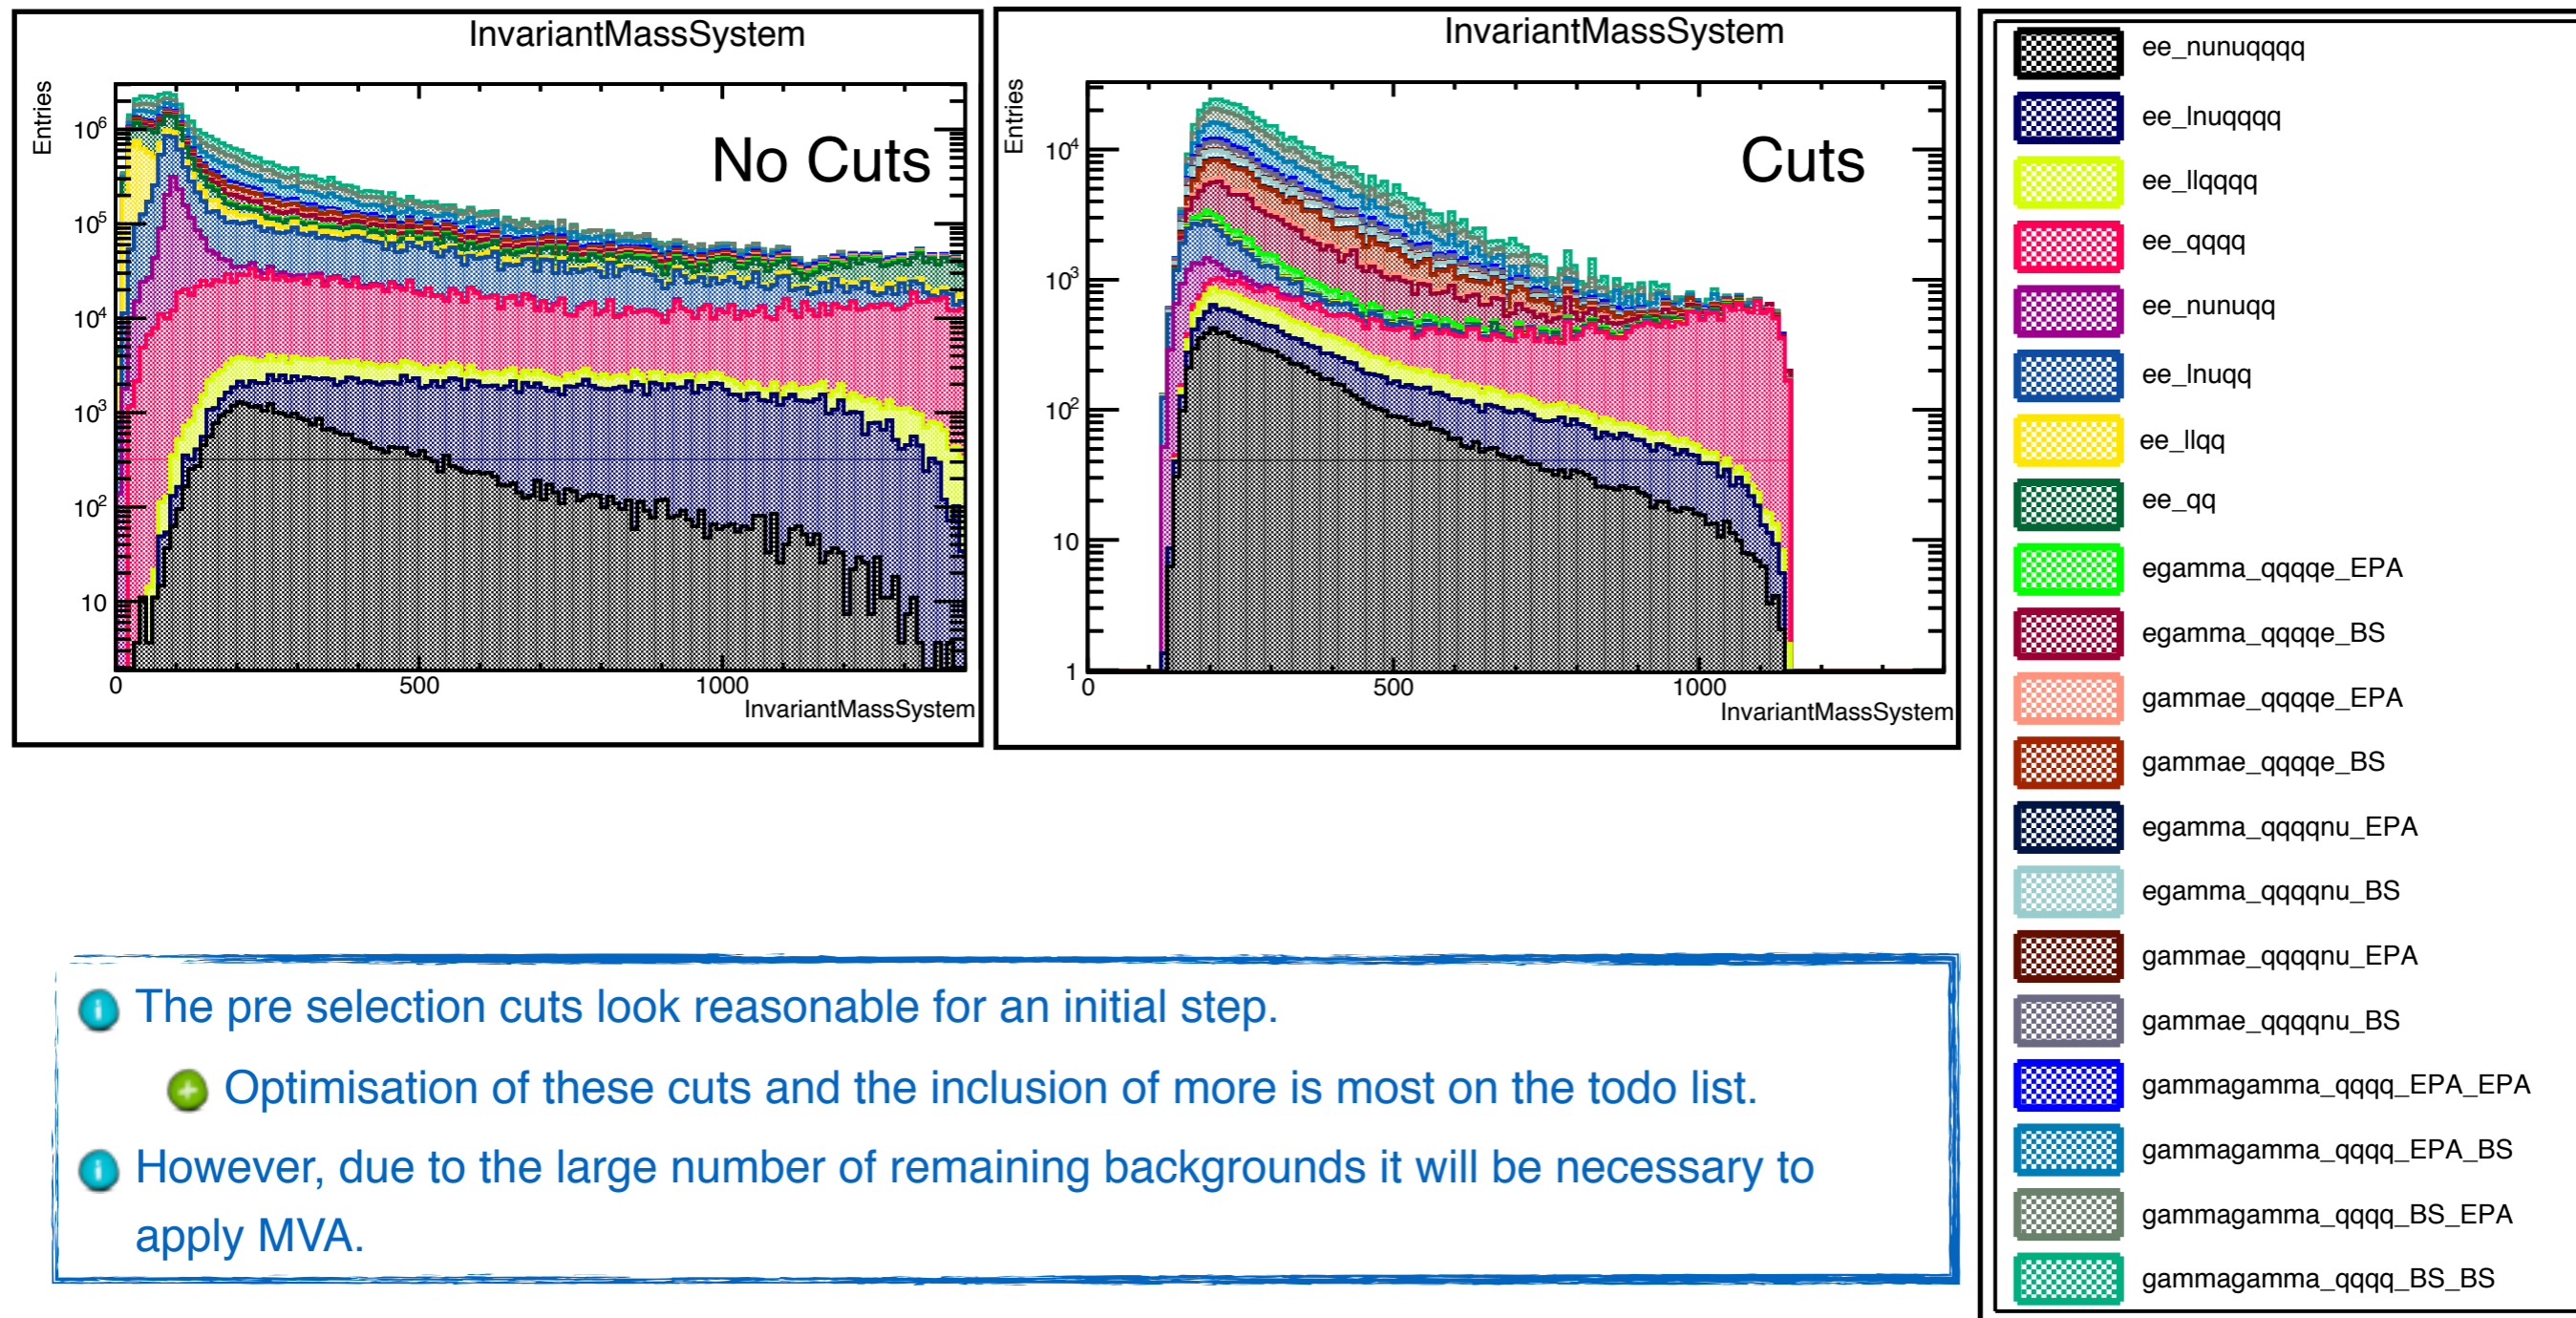 InvariantMassSystem
Entries
No Cuts
10^6
10^5
10^4
10^3
10^2
10
0
500
1000
InvariantMassSystem
InvariantMassSystem
Entries
Cuts
10^4
10^3
10^2
10
1
0
500
1000
InvariantMassSystem
ee_nunuqqqq
ee_lnuqqqq
ee_llqqqq
ee_qqqq
ee_nunuqq
ee_lnuqq
ee_llqq
ee_qq
egamma_qqqqe_EPA
egamma_qqqqe_BS
gammae_qqqqe_EPA
gammae_qqqqe_BS
egamma_qqqqnu_EPA
egamma_qqqqnu_BS
gammae_qqqqnu_EPA
gammae_qqqqnu_BS
gammagamma_qqqq_EPA_EPA
gammagamma_qqqq_EPA_BS
gammagamma_qqqq_BS_EPA
gammagamma_qqqq_BS_BS
The pre selection cuts look reasonable for an initial step.
Optimisation of these cuts and the inclusion of more is most on the todo list.
However, due to the large number of remaining backgrounds it will be necessary to
apply MVA.